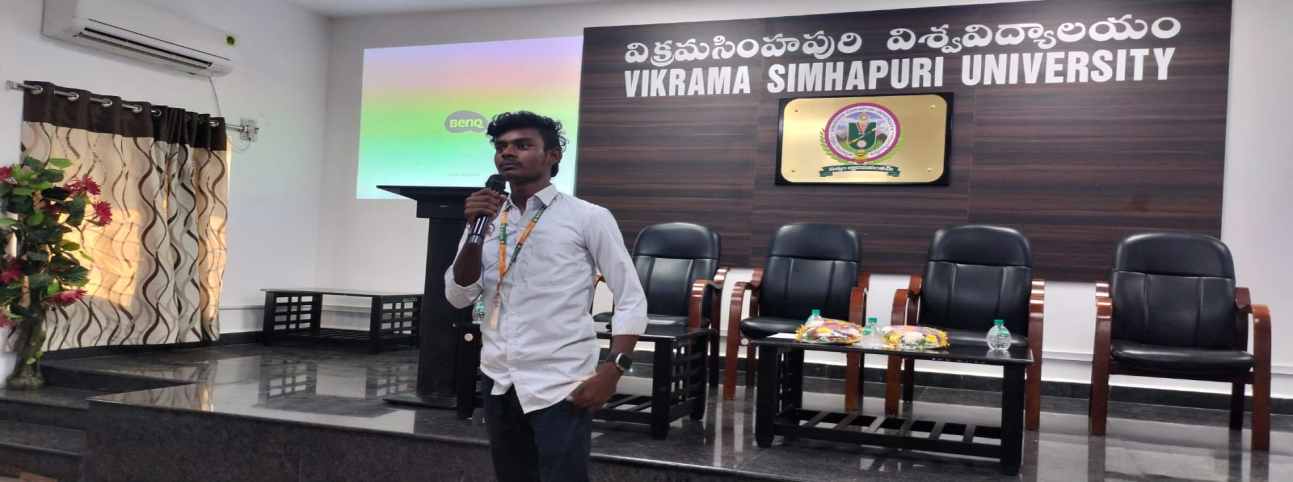 విక్రమసింహపురి విశ్వవిద్యాలయం
VIKRAMA SIMHAPURI UNIVERSITY
BenQ